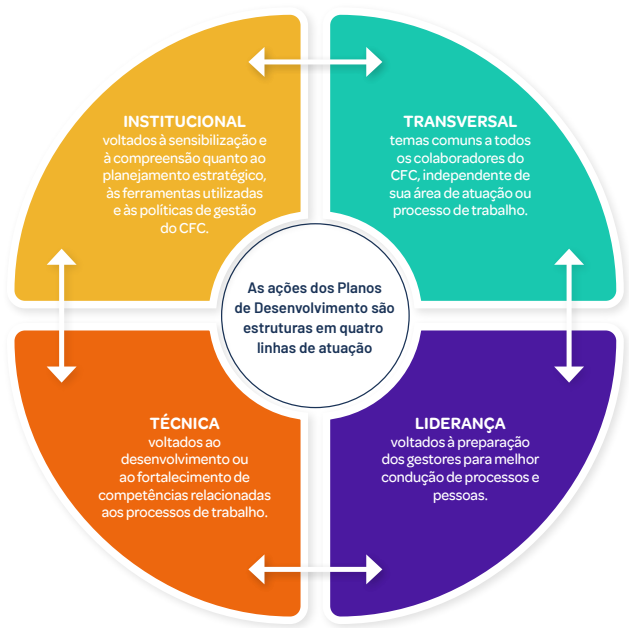 INSTITUCIONAL
voltados à sensibilização e
à compreensão quanto ao
planejamento estratégico,
às ferramentas utilizadas
e às políticas de gestão
do CFC.
TRANSVERSAL
temas comuns a todos
os colaboradores do
CFC, independente de
sua área de atuação ou
processo de trabalho.
As ações dos Planos
de Desenvolvimento são
estruturas em quatro
linhas de atuação
TÉCNICA
voltados ao
desenvolvimento ou
ao fortalecimento de
competências relacionadas
aos processos de trabalho.
LIDERANÇA
voltados à preparação
dos gestores para melhor
condução de processos e
pessoas.